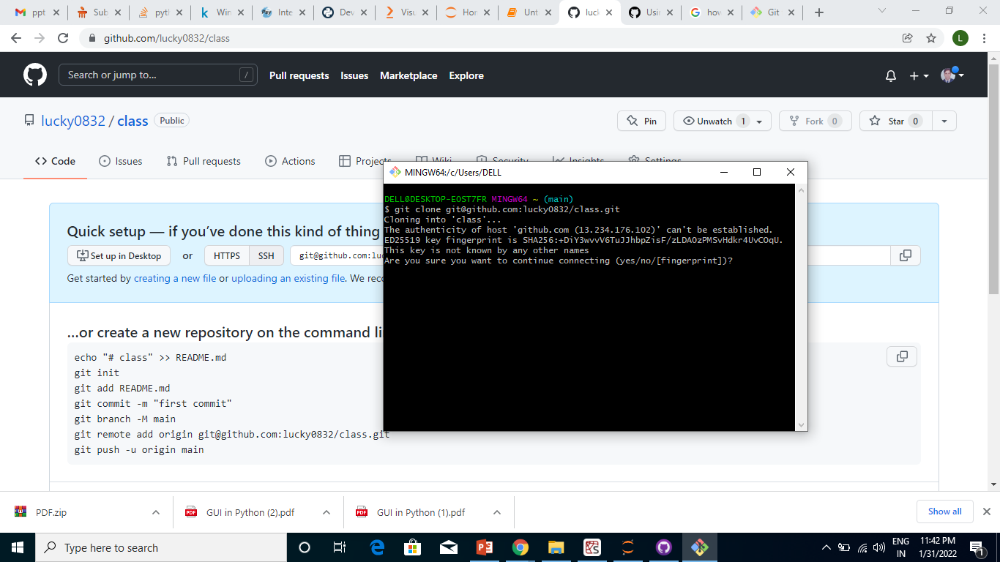 ppt
Sub
pyth
Win
Inte
Dev
Visu
Hon
Unti
luck
Usin
how
Git
github.com/lucky0832/class
L
Search or jump to...
/
Pull requests
Issues
Marketplace
Explore
lucky0832 / class
Public
Pin
Unwatch 1
Fork 0
Star 0
Code
Issues
Pull requests
Actions
Projects
Wiki
Security
Insights
Settings
MINGW64:/c/Users/DELL
DELL@DESKTOP-EOST7FR MINGW64 ~ (main)
$ git clone git@github.com:lucky0832/class.git
Cloning into 'class'...
The authenticity of host 'github.com (13.234.176.102)' can't be established.
ED25519 key fingerprint is SHA256:+DiY3wvvV6TuJJhbpZisF/zLDA0zPMSvHdkr4UvCOqU.
This key is not known by any other names
Are you sure you want to continue connecting (yes/no/[fingerprint])?
Quick setup — if you’ve done this kind of thing
Set up in Desktop
or
HTTPS
SSH
git@github.com:luc
Get started by creating a new file or uploading an existing file. We reco
…or create a new repository on the command li
echo "# class" >> README.md
git init
git add README.md
git commit -m "first commit"
git branch -M main
git remote add origin git@github.com:lucky0832/class.git
git push -u origin main
PDF.zip
GUI in Python (2).pdf
GUI in Python (1).pdf
Show all
Type here to search
ENG
IN
11:42 PM
1/31/2022
1